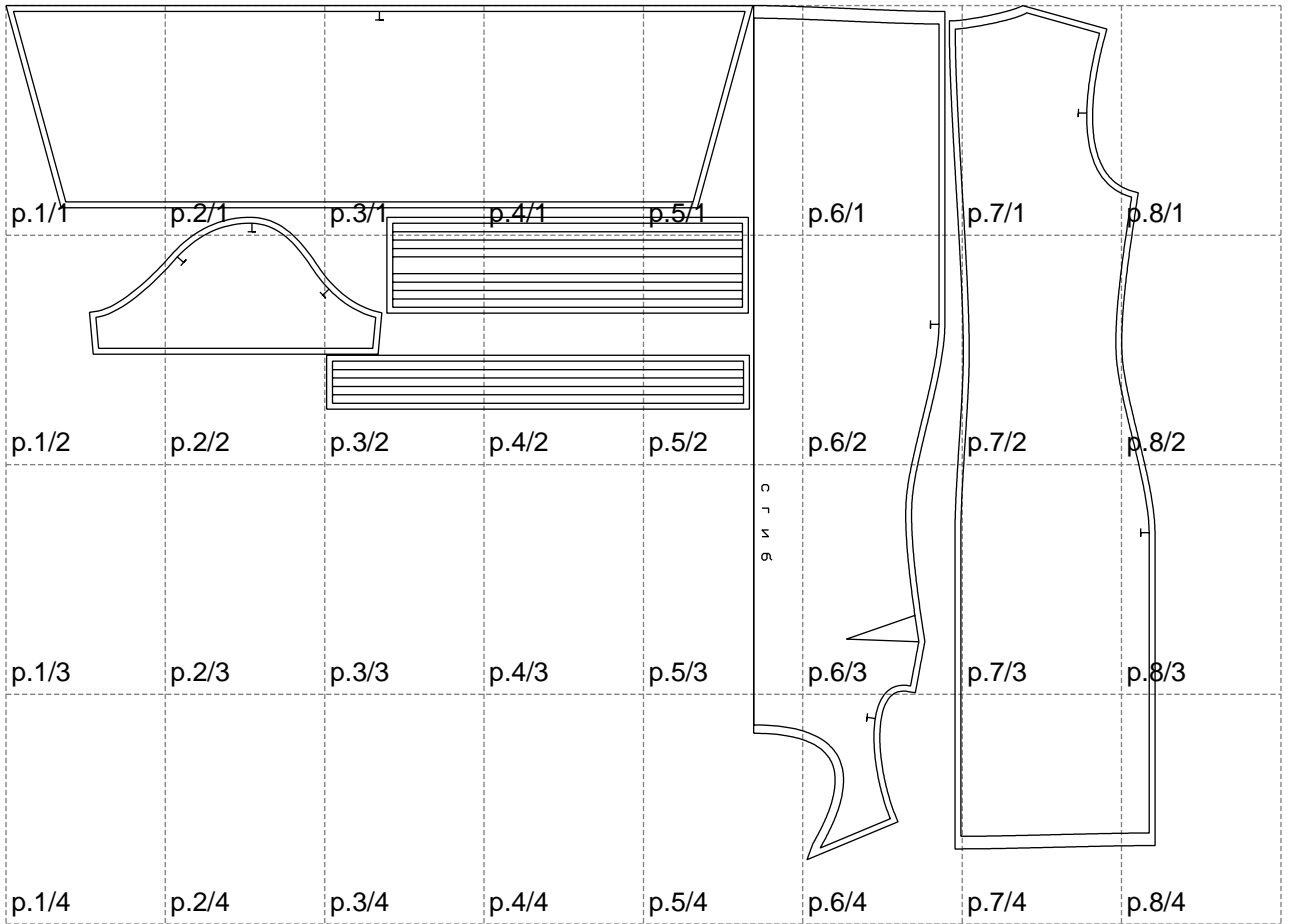 p.1/1 p.2/1 p.3/1 p.4/1 p.5/1 p.6/1 p.7/1 p.8/1
p.1/2 p.2/2 p.3/2 p.4/2 p.5/2 p.6/2 p.7/2 p.8/2
сгиб
p.1/3 p.2/3 p.3/3 p.4/3 p.5/3 p.6/3 p.7/3 p.8/3
p.1/4 p.2/4 p.3/4 p.4/4 p.5/4 p.6/4 p.7/4 p.8/4